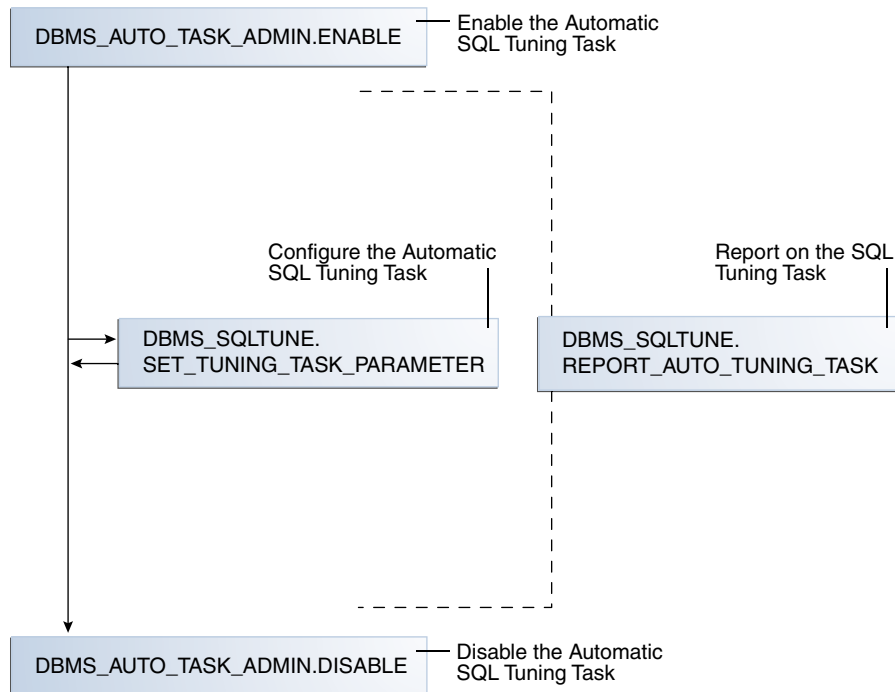 DBMS_AUTO_TASK_ADMIN.ENABLE
Enable the Automatic
SQL Tuning Task
Configure the Automatic
SQL Tuning Task
Report on the SQL
Tuning Task
DBMS_SQLTUNE.
SET_TUNING_TASK_PARAMETER
DBMS_SQLTUNE.
REPORT_AUTO_TUNING_TASK
DBMS_AUTO_TASK_ADMIN.DISABLE
Disable the Automatic
SQL Tuning Task